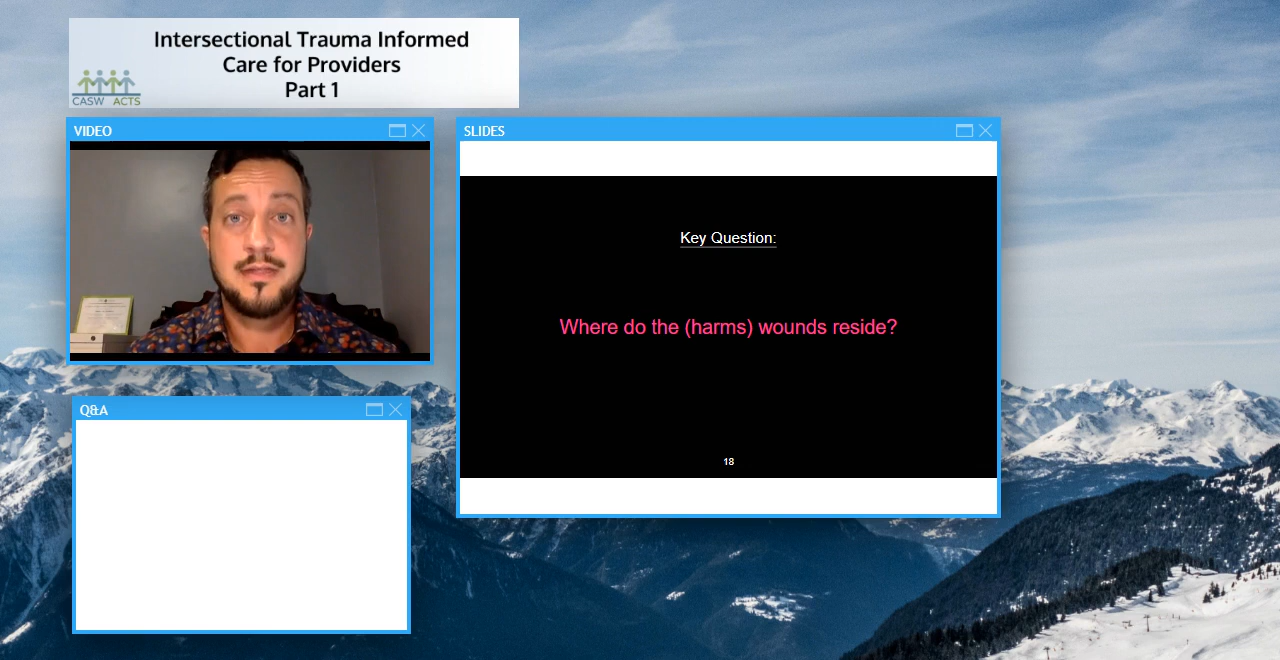 Intersectional Trauma Informed
Care for Providers
Part 1
CASW ACTS
VIDEO
SLIDES
Key Question:
Where do the (harms) wounds reside?
18
Q&A